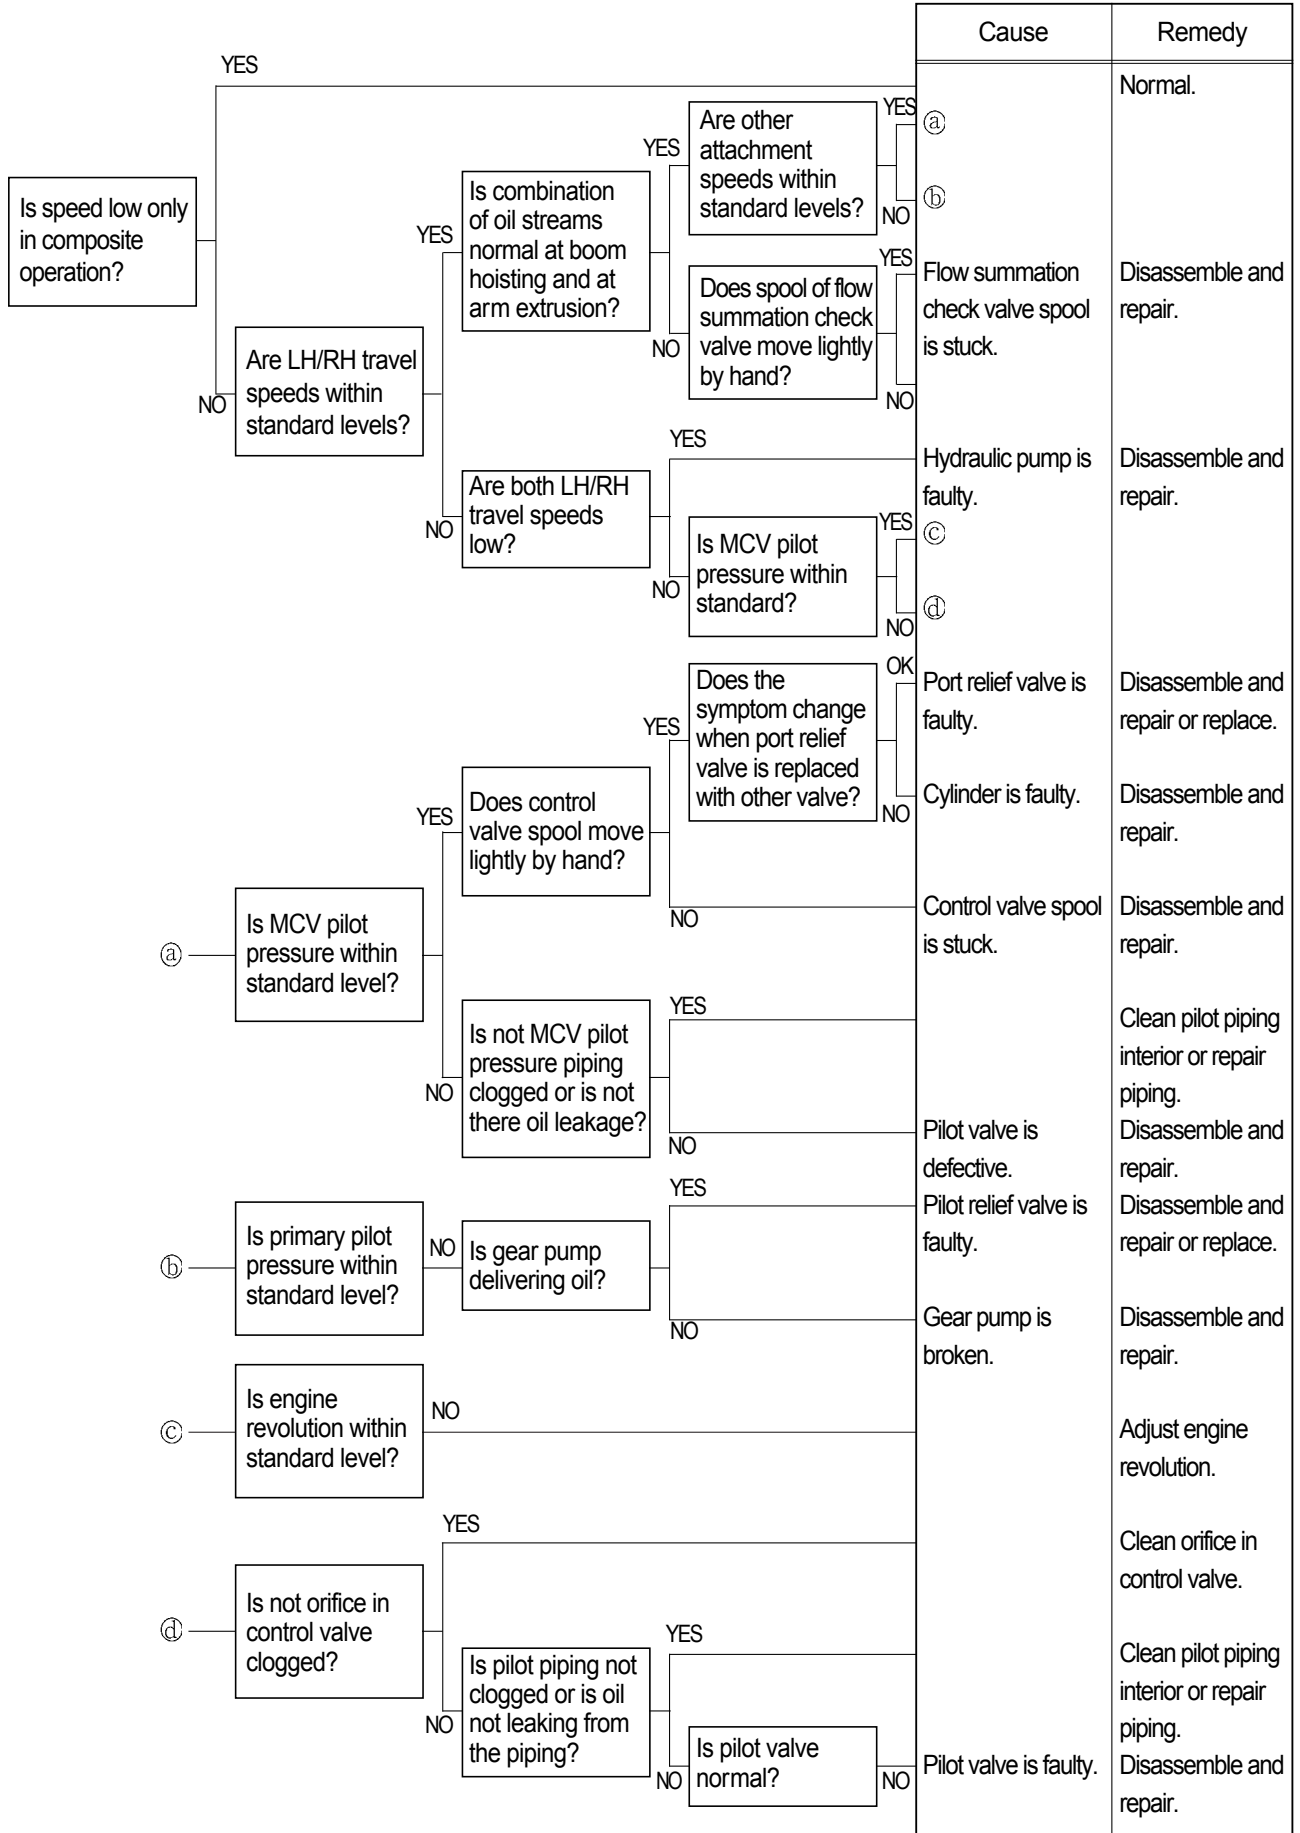 Cause
Remedy
YES
Normal.
Is speed low only
in composite
operation?
NO
Are LH/RH travel
speeds within
standard levels?
YES
Is combination
of oil streams
normal at boom
hoisting and at
arm extrusion?
YES
Are other
attachment
speeds within
standard levels?
YES
ⓐ
NO
ⓑ
NO
Does spool of flow
summation check
valve move lightly
by hand?
YES
NO
Flow summation
check valve spool
is stuck.
Disassemble and
repair.
NO
Are both LH/RH
travel speeds
low?
YES
Hydraulic pump is
faulty.
Disassemble and
repair.
NO
Is MCV pilot
pressure within
standard?
YES
ⓒ
NO
ⓓ
ⓐ
Is MCV pilot
pressure within
standard level?
YES
Does control
valve spool move
lightly by hand?
YES
Does the
symptom change
when port relief
valve is replaced
with other valve?
OK
Port relief valve is
faulty.
Disassemble and
repair or replace.
NO
Cylinder is faulty.
Disassemble and
repair.
NO
Control valve spool
is stuck.
Disassemble and
repair.
NO
Is not MCV pilot
pressure piping
clogged or is not
there oil leakage?
YES
Clean pilot piping
interior or repair
piping.
NO
Pilot valve is
defective.
Disassemble and
repair.
ⓑ
Is primary pilot
pressure within
standard level?
NO
Is gear pump
delivering oil?
YES
Pilot relief valve is
faulty.
Disassemble and
repair or replace.
NO
Gear pump is
broken.
Disassemble and
repair.
ⓒ
Is engine
revolution within
standard level?
NO
Adjust engine
revolution.
ⓓ
Is not orifice in
control valve
clogged?
YES
Clean orifice in
control valve.
NO
Is pilot piping not
clogged or is oil
not leaking from
the piping?
YES
Clean pilot piping
interior or repair
piping.
NO
Is pilot valve
normal?
NO
Pilot valve is faulty.
Disassemble and
repair.